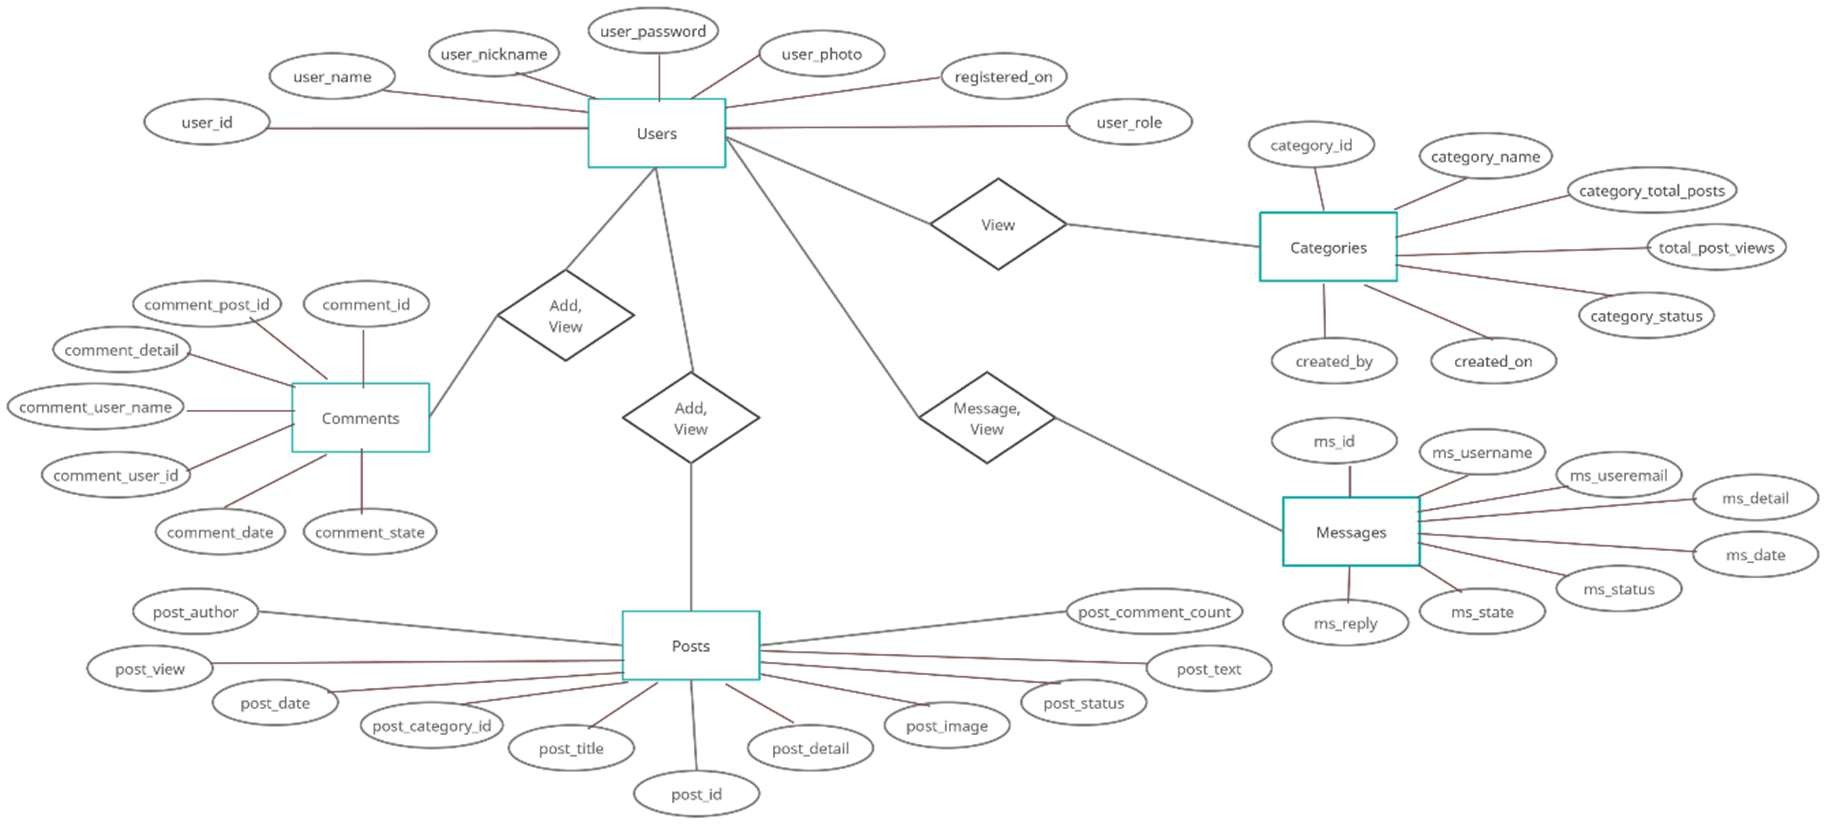 user_password
user_nickname
user_photo
user_name
registered_on
user_id
Users
user_role
category_id
category_name
category_total_posts
View
Categories
total_post_views
category_status
created_by
created_on
comment_post_id
comment_id
Add,
View
comment_detail
comment_user_name
Comments
comment_user_id
comment_date
comment_state
Add,
View
Message,
View
ms_id
ms_username
ms_useremail
ms_detail
Messages
ms_date
ms_status
ms_state
ms_reply
post_author
post_comment_count
post_view
Posts
post_text
post_date
post_status
post_category_id
post_image
post_title
post_detail
post_id